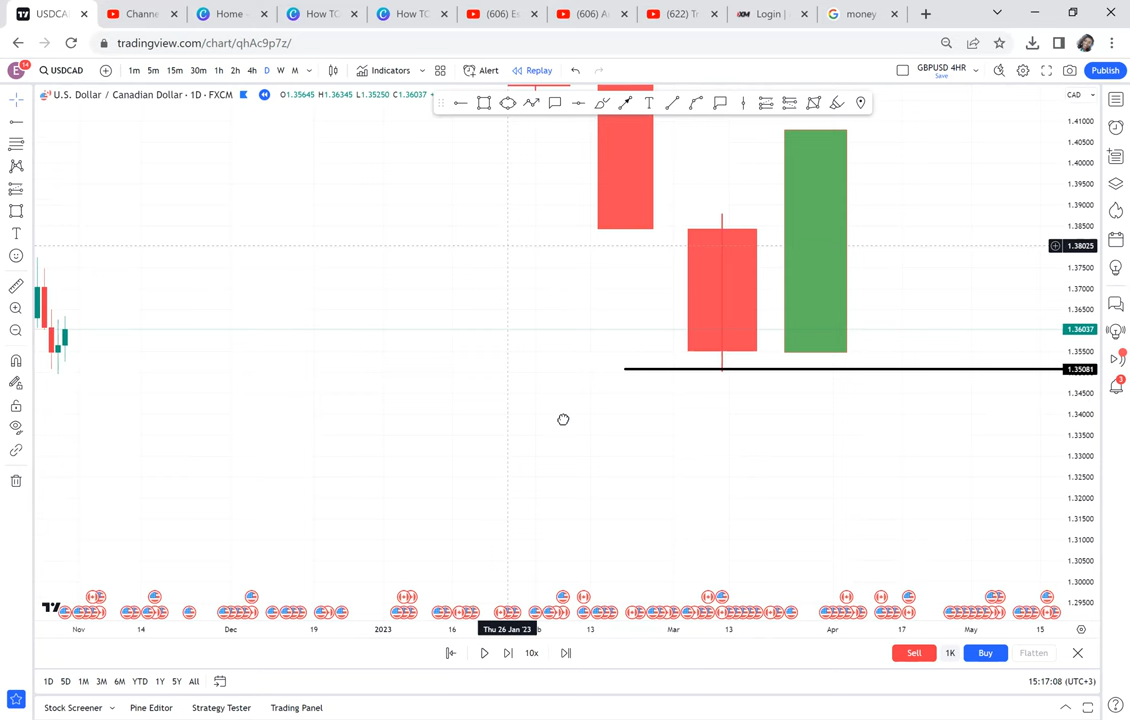 Channe
Home -
How TC
How TC
(606) Es
(606) A
(622) Tr
XM Login |
money
tradingview.com/chart/qhAc9p7z/
E 14 USDCAD 1m 5m 15m 30m 1h 2h 4h D W M Indicators Alert Replay GBPUSD 4HR Save Publish
U.S. Dollar / Canadian Dollar · 1D · FXCM O1.35645 H1.36345 L1.35250 C1.36037
CAD
1.41000
1.40500
1.40000
1.39500
1.39000
1.38500
1.38025
1.37500
1.37000
1.36500
1.36037
1.35500
1.35081
1.34500
1.34000
1.33500
1.33000
1.32500
1.32000
1.31500
1.31000
1.30500
1.30000
1.29500
Nov 14 Dec 19 2023 16 Thu 26 Jan '23 13 Mar 13 Apr 17 May 15
10x Sell 1K Buy Flatten
1D 5D 1M 3M 6M YTD 1Y 5Y All 15:17:08 (UTC+3)
Stock Screener Pine Editor Strategy Tester Trading Panel